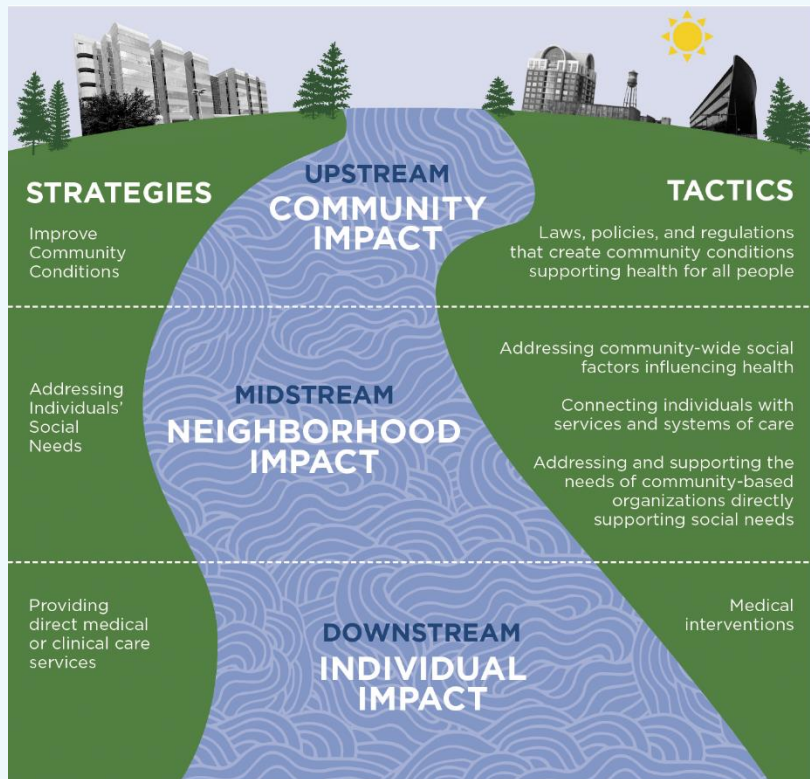 STRATEGIES
Improve
Community
Conditions
UPSTREAM
COMMUNITY
IMPACT
TACTICS
Laws, policies, and regulations
that create community conditions
supporting health for all people
Addressing
Individuals'
Social
Needs
MIDSTREAM
NEIGHBORHOOD
IMPACT
Addressing community-wide social
factors influencing health
Connecting individuals with
services and systems of care
Addressing and supporting the
needs of community-based
organizations directly
supporting social needs
Providing
direct medical
or clinical care
services
DOWNSTREAM
INDIVIDUAL
IMPACT
Medical
interventions